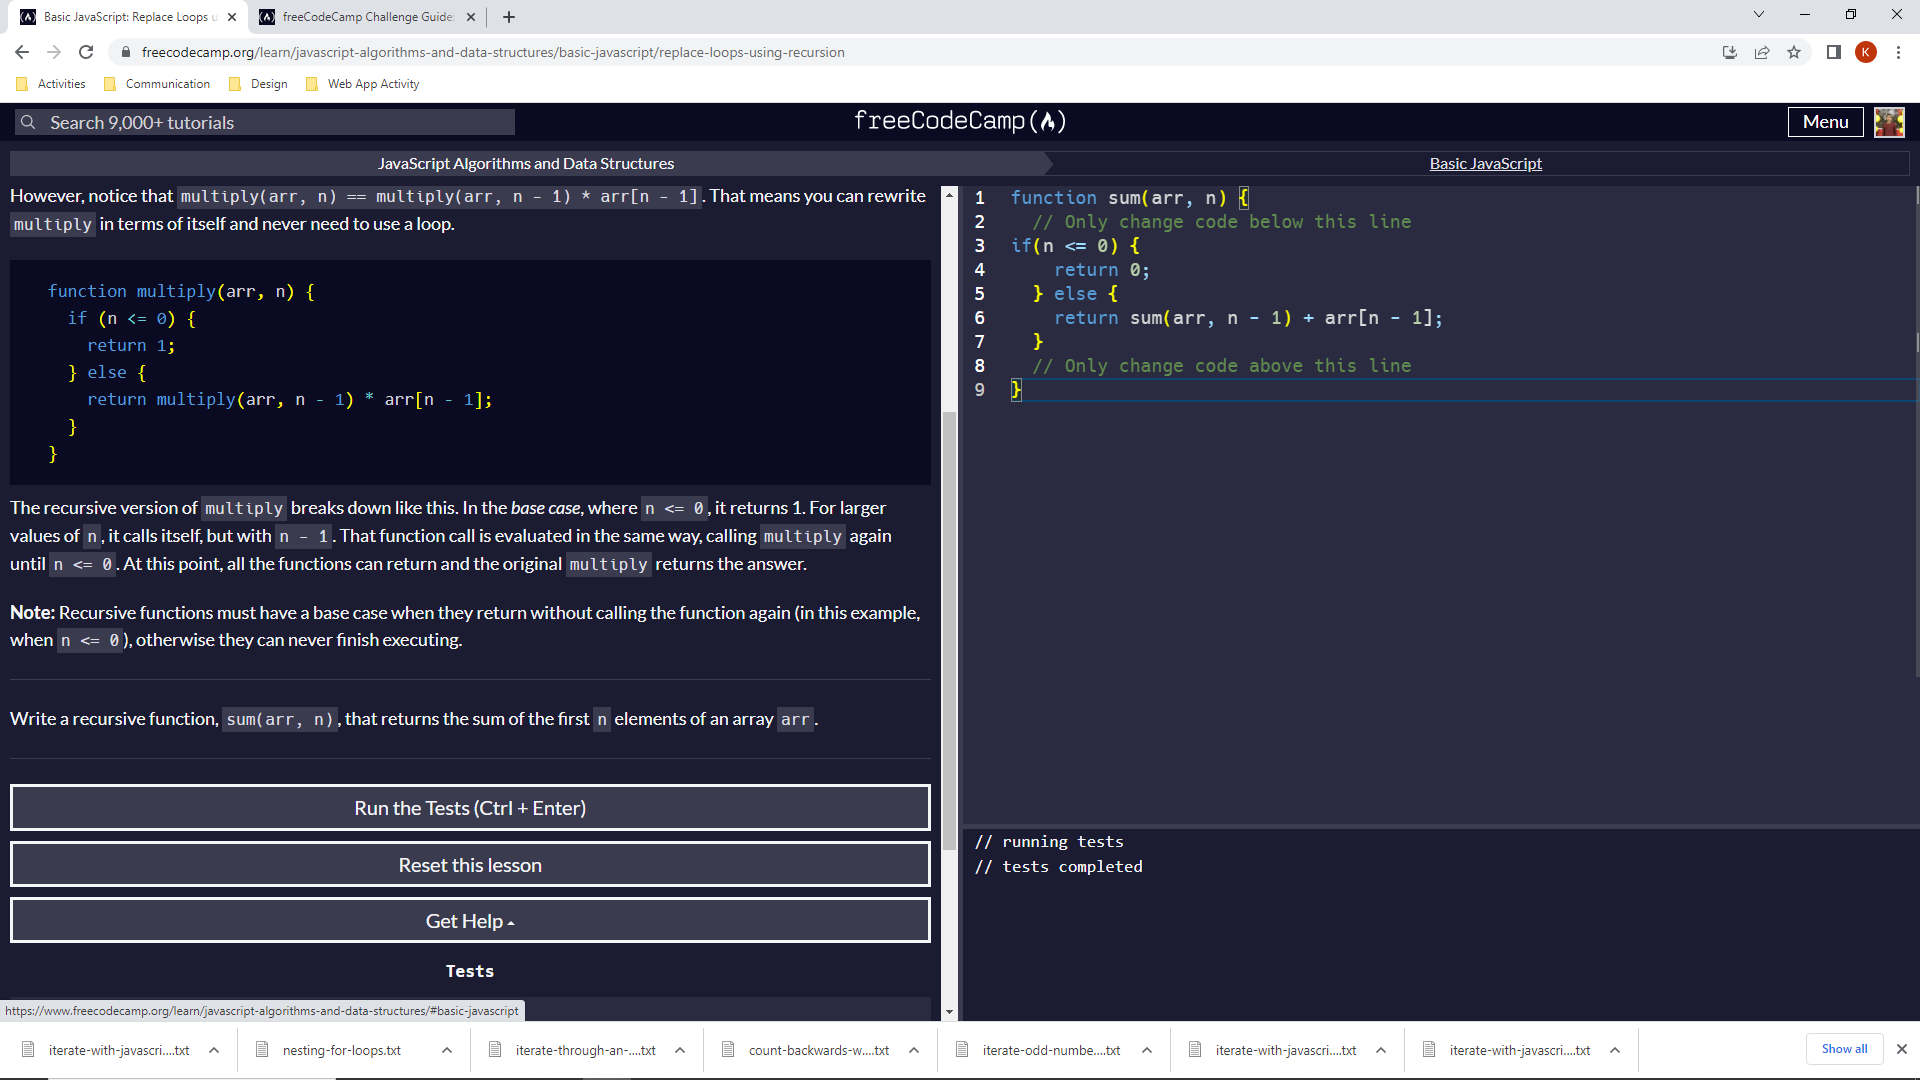 Basic JavaScript: Replace Loops u
freeCodeCamp Challenge Guide:
freecodecamp.org/learn/javascript-algorithms-and-data-structures/basic-javascript/replace-loops-using-recursion
K
Activities
Communication
Design
Web App Activity
Search 9,000+ tutorials
freeCodeCamp
Menu
JavaScript Algorithms and Data Structures
Basic JavaScript
However, notice that multiply(arr, n) == multiply(arr, n - 1) * arr[n - 1]. That means you can rewrite
multiply in terms of itself and never need to use a loop.
function multiply(arr, n) {
if (n <= 0) {
return 1;
} else {
return multiply(arr, n - 1) * arr[n - 1];
}
}
The recursive version of multiply breaks down like this. In the base case, where n <= 0, it returns 1. For larger
values of n, it calls itself, but with n - 1. That function call is evaluated in the same way, calling multiply again
until n <= 0. At this point, all the functions can return and the original multiply returns the answer.
Note: Recursive functions must have a base case when they return without calling the function again (in this example,
when n <= 0), otherwise they can never finish executing.
Write a recursive function, sum(arr, n), that returns the sum of the first n elements of an array arr.
Run the Tests (Ctrl + Enter)
Reset this lesson
Get Help
Tests
https://www.freecodecamp.org/learn/javascript-algorithms-and-data-structures/#basic-javascript
1 function sum(arr, n) {
2 // Only change code below this line
3 if(n <= 0) {
4 return 0;
5 } else {
6 return sum(arr, n - 1) + arr[n - 1];
7 }
8 // Only change code above this line
9 }
// running tests
// tests completed
iterate-with-javascri....txt
nesting-for-loops.txt
iterate-through-an-....txt
count-backwards-w....txt
iterate-odd-numbe....txt
iterate-with-javascri....txt
iterate-with-javascri....txt
Show all